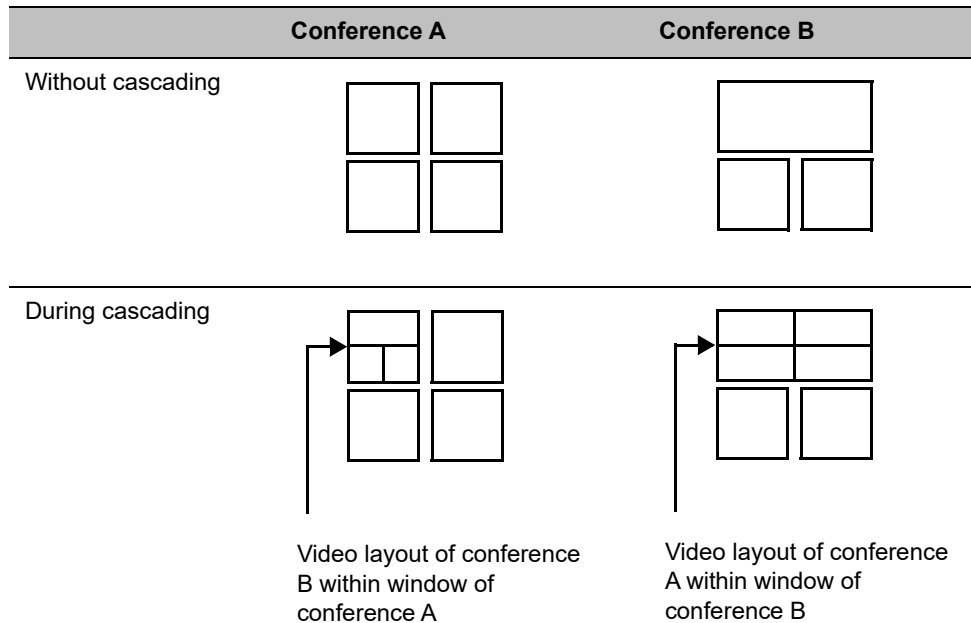 Conference A
Conference B
Without cascading
During cascading
Video layout of conference
B within window of
conference A
Video layout of conference
A within window of
conference B